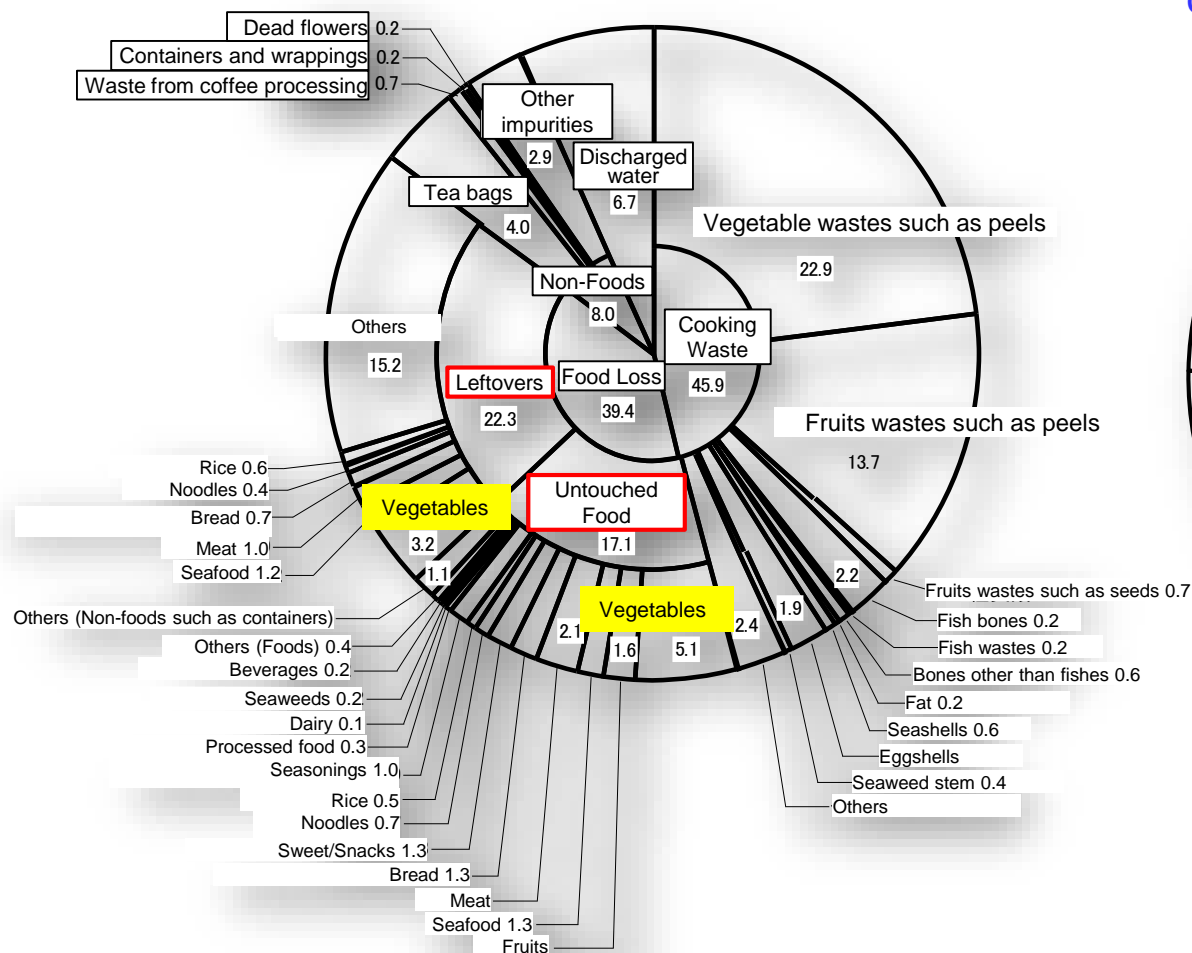 Dead flowers 0.2
Containers and wrappings 0.2
Waste from coffee processing 0.7
Other
impurities
2.9
Discharged
water
6.7
Tea bags
4.0
Non-Foods
8.0
Vegetable wastes such as peels
22.9
Cooking
Waste
45.9
Others
15.2
Leftovers
22.3
Food Loss
39.4
Fruits wastes such as peels
13.7
Rice 0.6
Noodles 0.4
Bread 0.7
Meat 1.0
Seafood 1.2
Vegetables
3.2
1.1
Untouched
Food
17.1
Others (Non-foods such as containers)
Others (Foods) 0.4
Beverages 0.2
Seaweeds 0.2
Dairy 0.1
Processed food 0.3
Seasonings 1.0
Rice 0.5
Noodles 0.7
Sweet/Snacks 1.3
Bread 1.3
Meat
Seafood 1.3
Fruits
Vegetables
2.1
1.6
5.1
2.4
1.9
2.2
Fruits wastes such as seeds 0.7
Fish bones 0.2
Fish wastes 0.2
Bones other than fishes 0.6
Fat 0.2
Seashells 0.6
Eggshells
Seaweed stem 0.4
Others